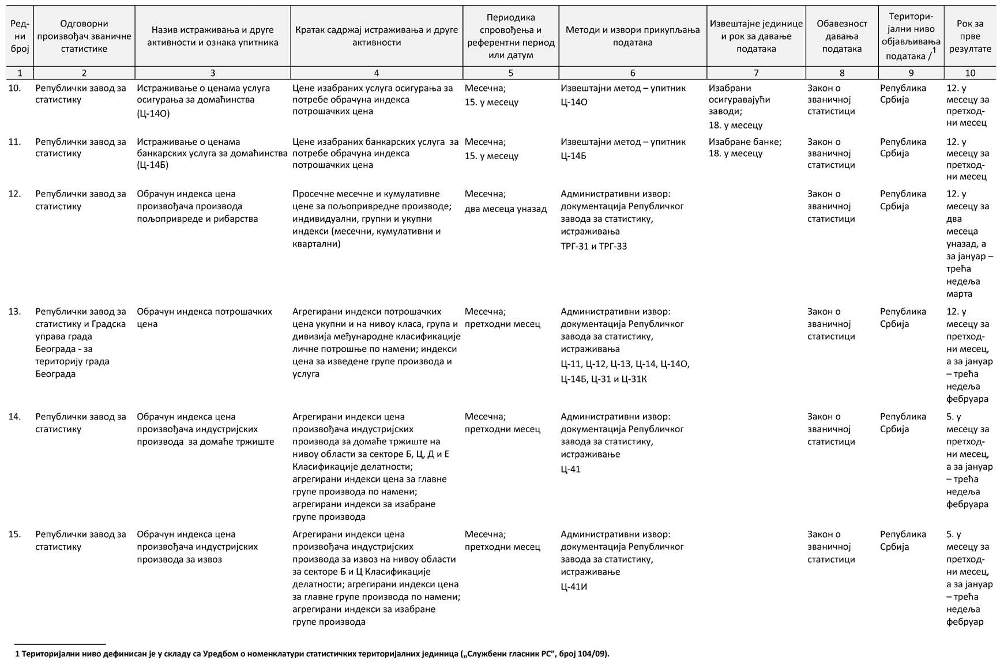 Ред-
ни
број
Одговорни
произвођач званичне
статистике
Назив истраживања и друге
активности и ознака упитника
Кратак садржај истраживања и друге
активности
Периодика
спровођења и
референтни период
или датум
Методи и извори прикупљања
података
Извештајне јединице
и рок за давање
података
Обавезност
давања
података
Територи-
јални ниво
објављивања
података /1
Рок за
прве
резултате
1 2 3 4 5 6 7 8 9 10
10.
Републички завод за
статистику
Истраживање о ценама услуга
осигурања за домаћинства
(Ц-14О)
Цене изабраних услуга осигурања за
потребе обрачуна индекса
потрошачких цена
Месечна;
15. у месецу
Извештајни метод – упитник
Ц-14О
Изабрани
осигуравајући
заводи;
18. у месецу
Закон о
званичној
статистици
Република
Србија
12. у
месецу за
претход-
ни месец
11.
Републички завод за
статистику
Истраживање о ценама
банкарских услуга за домаћинства
(Ц-14Б)
Цене изабраних банкарских услуга за
потребе обрачуна индекса
потрошачких цена
Месечна;
15. у месецу
Извештајни метод – упитник
Ц-14Б
Изабране банке;
18. у месецу
Закон о
званичној
статистици
Република
Србија
12. у
месецу за
претход-
ни месец
12.
Републички завод за
статистику
Обрачун индекса цена
произвођача производа
пољопривреде и рибарства
Просечне месечне и кумулативне
цене за пољопривредне производе;
индивидуални, групни и укупни
индекси (месечни, кумулативни и
квартални)
Месечна;
два месеца уназад
Административни извор:
документација Републичког
завода за статистику,
истраживања
ТРГ-31 и ТРГ-33
Закон о
званичној
статистици
Република
Србија
12. у
месецу за
два
месеца
уназад, а
за јануар –
трећа
недеља
марта
13.
Републички завод за
статистику и Градска
управа града
Београда - за
територију града
Београда
Обрачун индекса потрошачких
цена
Агрегирани индекси потрошачких
цена укупни и на нивоу класа, група и
дивизија међународне класификације
личне потрошње по намени; индекси
цена за изведене групе производа и
услуга
Месечна;
претходни месец
Административни извор:
документација Републичког
завода за статистику,
истраживања
Ц-11, Ц-12, Ц-13, Ц-14, Ц-14О,
Ц-14Б, Ц-31 и Ц-31К
Закон о
званичној
статистици
Република
Србија
12. у
месецу за
претход-
ни месец,
а за јануар
– трећа
недеља
фебруара
14.
Републички завод за
статистику
Обрачун индекса цена
произвођача индустријских
производа за домаће тржиште
Агрегирани индекси цена
произвођача индустријских
производа за домаће тржиште на
нивоу области за секторе Б, Ц, Д и Е
Класификације делатности;
агрегирани индекси цена за главне
групе производа по намени;
агрегирани индекси за изабране
групе производа
Месечна;
претходни месец
Административни извор:
документација Републичког
завода за статистику,
истраживање
Ц-41
Закон о
званичној
статистици
Република
Србија
5. у
месецу за
претход-
ни месец,
а за јануар
– трећа
недеља
фебруара
15.
Републички завод за
статистику
Обрачун индекса цена
произвођача индустријских
производа за извоз
Агрегирани индекси цена
произвођача индустријских
производа за извоз на нивоу области
за секторе Б и Ц Класификације
делатности; агрегирани индекси цена
за главне групе производа по намени;
агрегирани индекси за изабране
групе производа
Месечна;
претходни месец
Административни извор:
документација Републичког
завода за статистику,
истраживање
Ц-41И
Закон о
званичној
статистици
Република
Србија
5. у
месецу за
претход-
ни месец,
а за јануар
– трећа
недеља
фебруар
1 Територијални ниво дефинисан је у складу са Уредбом о номенклатури статистичких територијалних јединица („Службени гласник РС”, број 104/09).